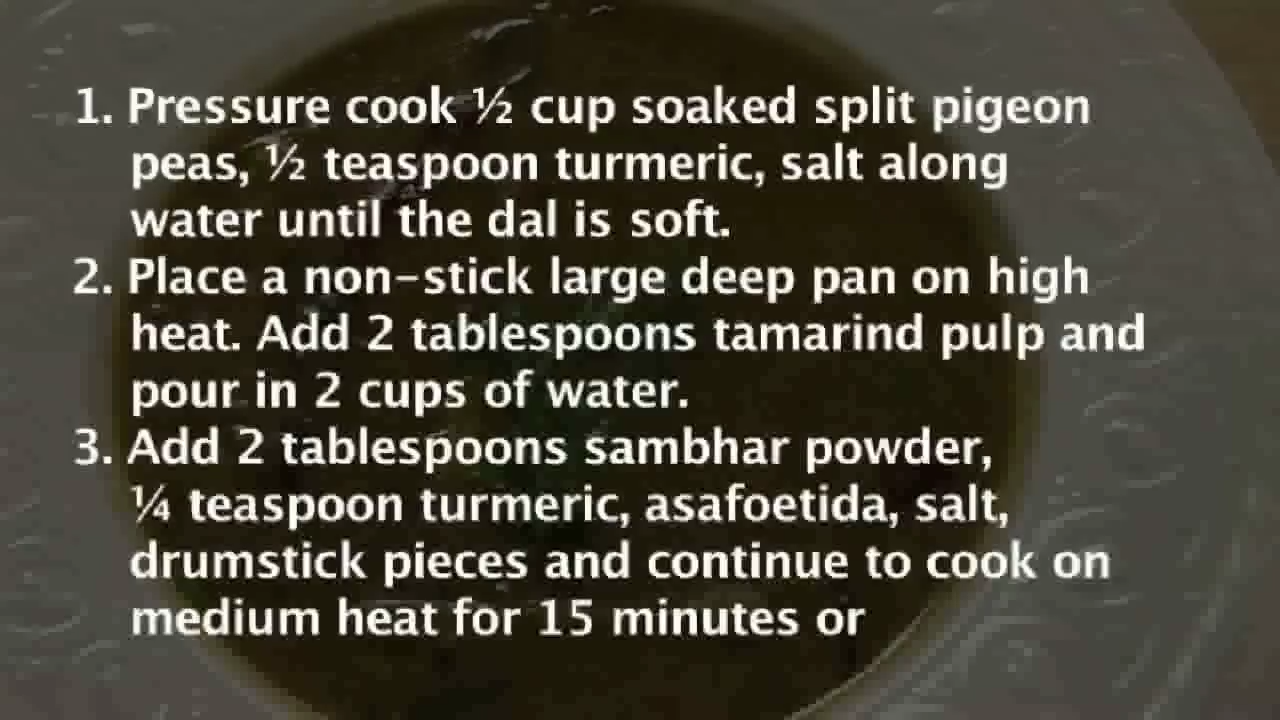 1. Pressure cook ½ cup soaked split pigeon
peas, ½ teaspoon turmeric, salt along
water until the dal is soft.
2. Place a non-stick large deep pan on high
heat. Add 2 tablespoons tamarind pulp and
pour in 2 cups of water.
3. Add 2 tablespoons sambhar powder,
¼ teaspoon turmeric, asafoetida, salt,
drumstick pieces and continue to cook on
medium heat for 15 minutes or